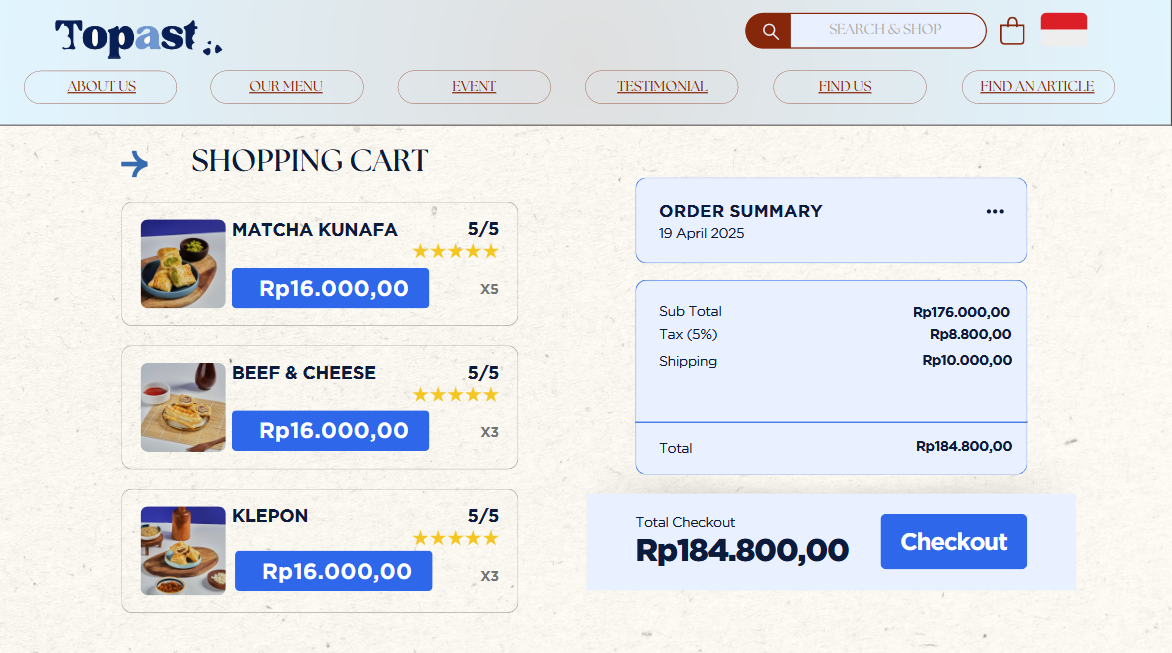 Topast
SEARCH & SHOP
ABOUT US
OUR MENU
EVENT
TESTIMONIAL
FIND US
FIND AN ARTICLE
SHOPPING CART
MATCHA KUNAFA
5/5
Rp16.000,00
X5
BEEF & CHEESE
5/5
Rp16.000,00
X3
KLEPON
5/5
Rp16.000,00
X3
ORDER SUMMARY
19 April 2025
Sub Total Rp176.000,00
Tax (5%) Rp8.800,00
Shipping Rp10.000,00
Total Rp184.800,00
Total Checkout
Rp184.800,00
Checkout